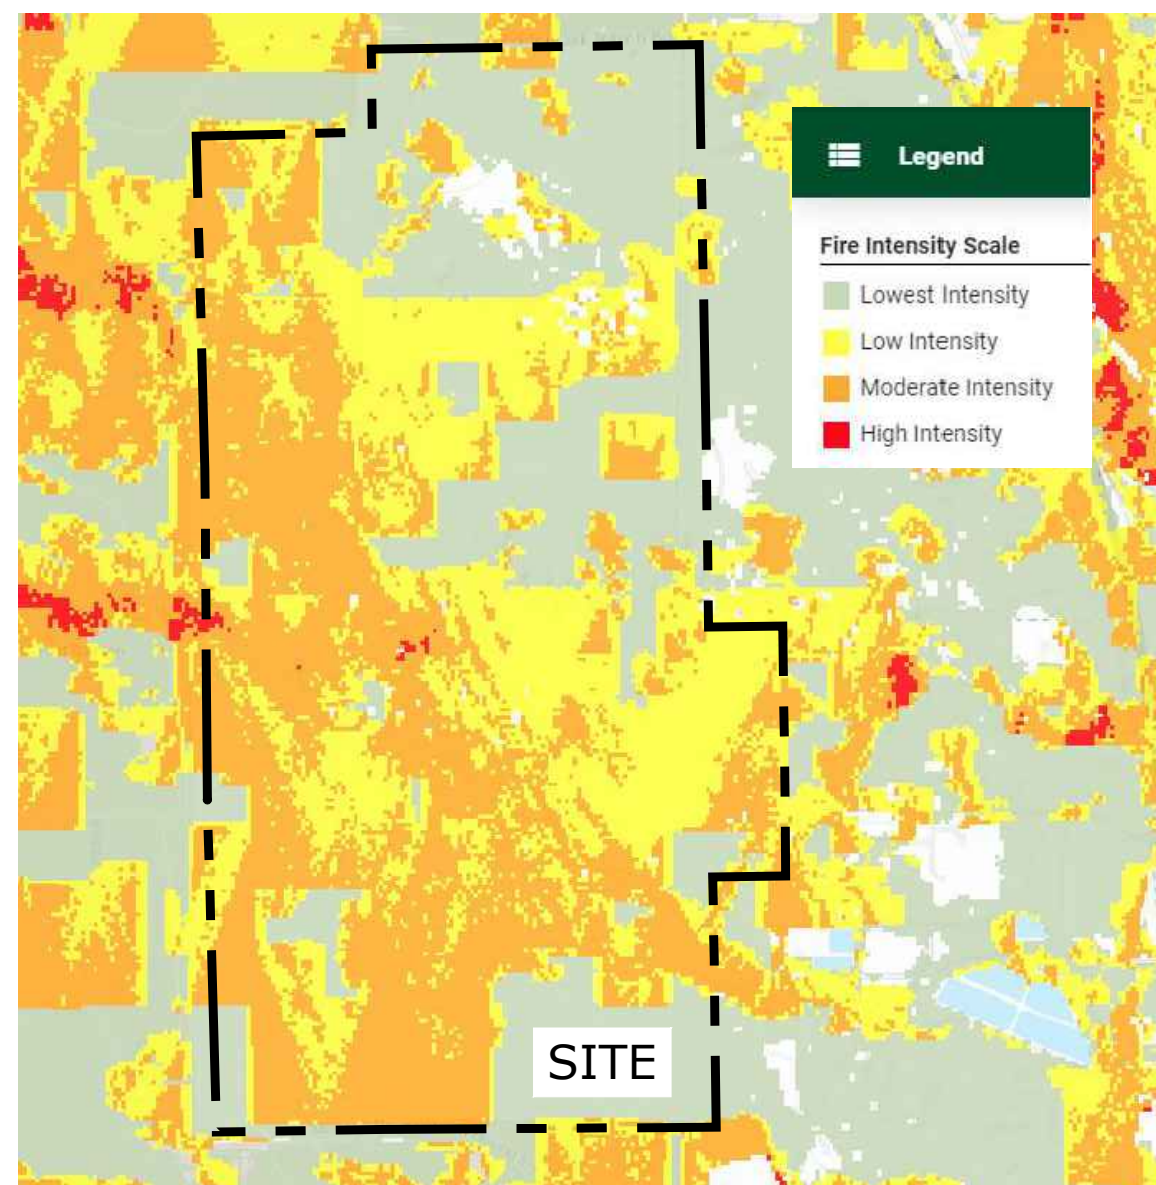 Legend
Fire Intensity Scale
Lowest Intensity
Low Intensity
Moderate Intensity
High Intensity
SITE